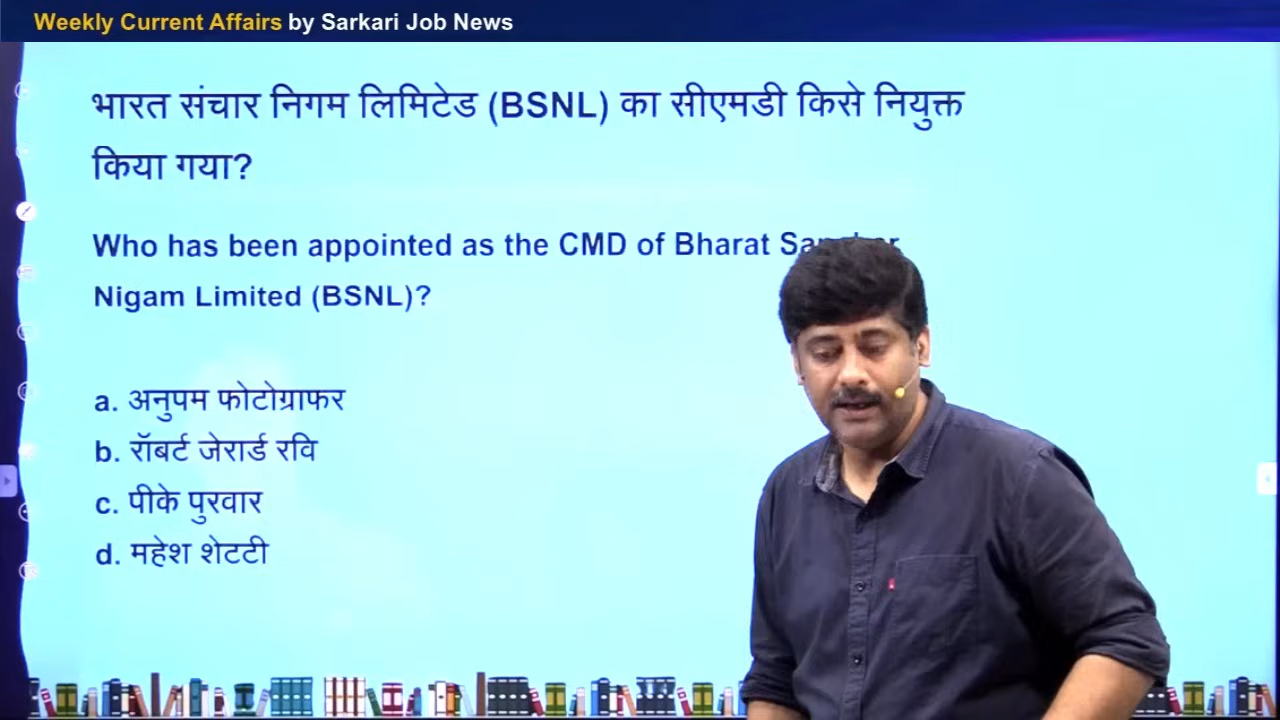 Weekly Current Affairs by Sarkari Job News
भारत संचार निगम लिमिटेड (BSNL) का सीएमडी किसे नियुक्त
किया गया?
Who has been appointed as the CMD of Bharat
Nigam Limited (BSNL)?
a. अनुपम फोटोग्राफर
b. रॉबर्ट जेरार्ड रवि
c. पीके पुरवार
d. महेश शेटटी